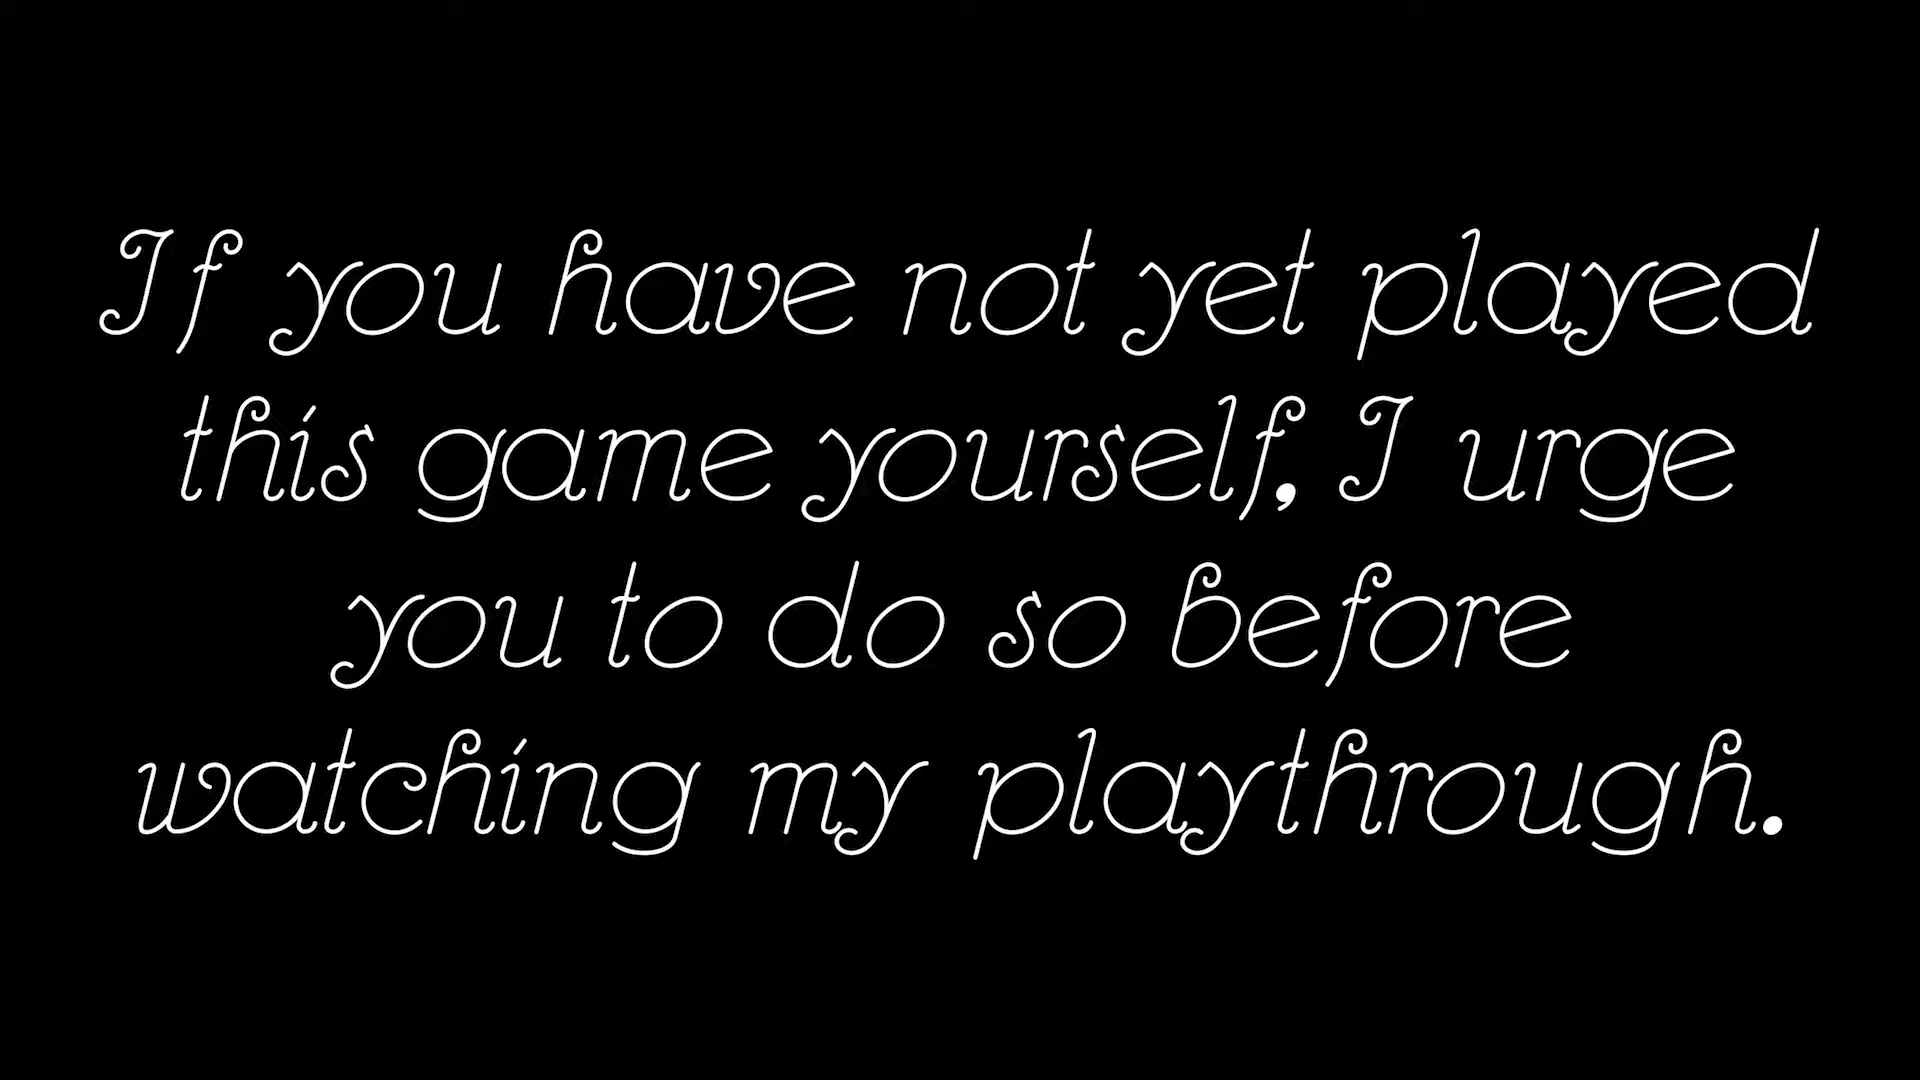 If you have not yet played
this game yourself, I urge
you to do so before
watching my playthrough.